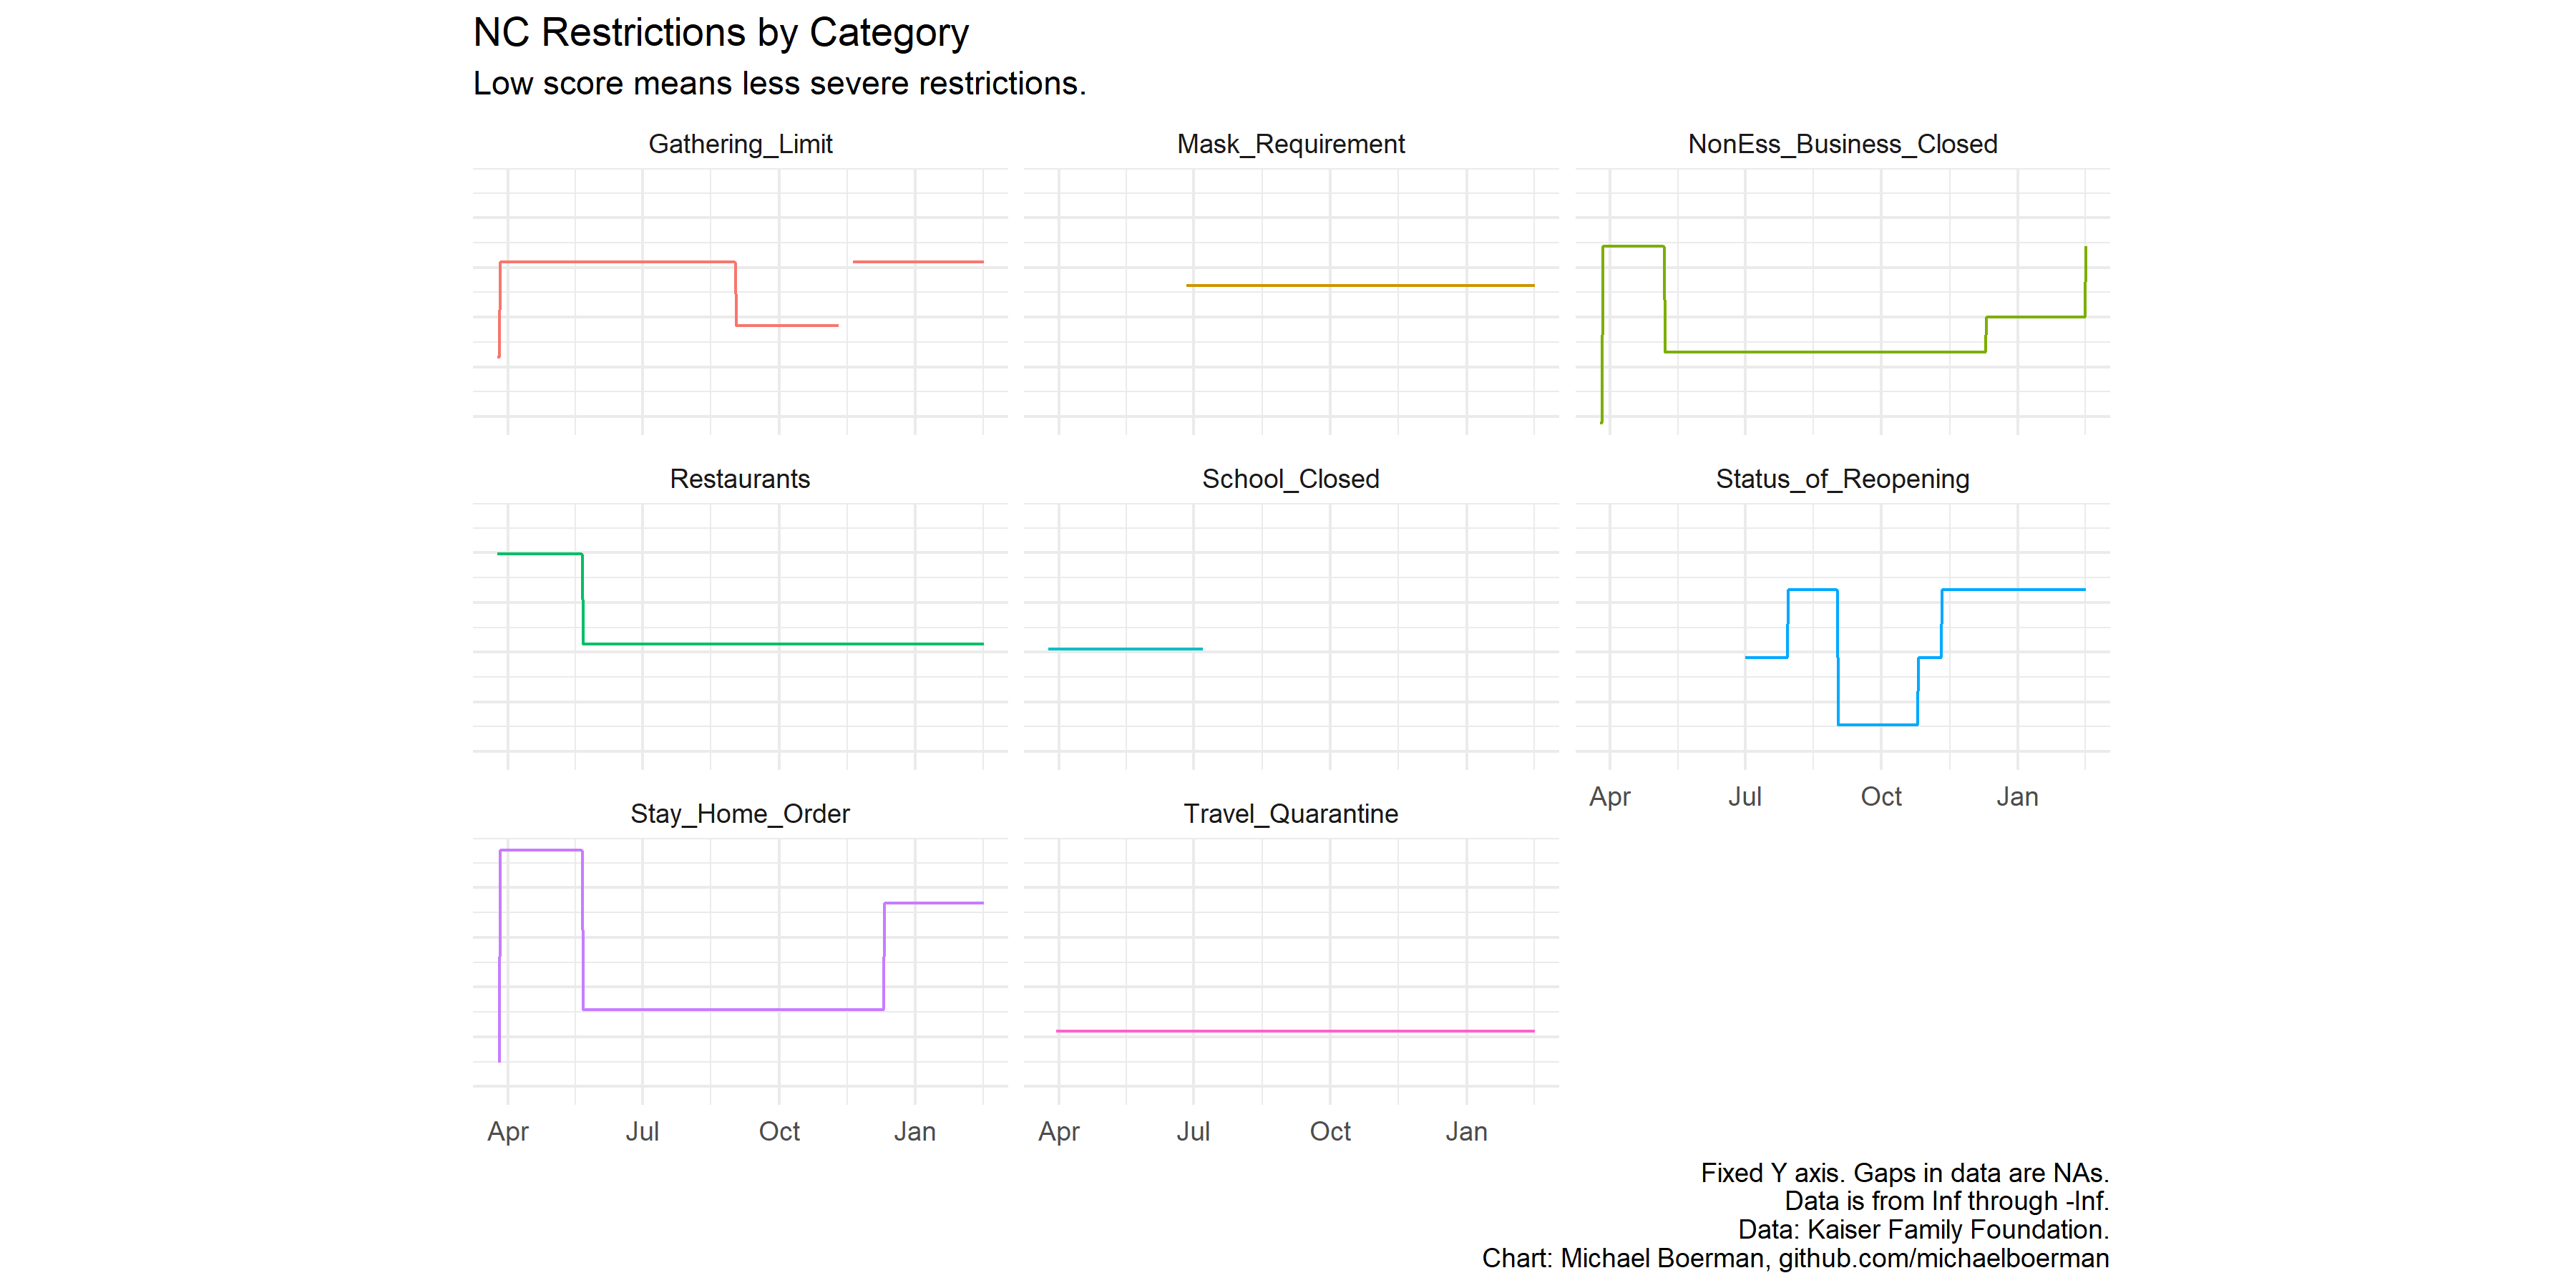 NC Restrictions by Category
Low score means less severe restrictions.
Gathering_Limit
Mask_Requirement
NonEss_Business_Closed
Restaurants
School_Closed
Status_of_Reopening
Apr
Jul
Oct
Jan
Stay_Home_Order
Travel_Quarantine
Apr
Jul
Oct
Jan
Apr
Jul
Oct
Jan
Fixed Y axis. Gaps in data are NAs.
Data is from Inf through -Inf.
Data: Kaiser Family Foundation.
Chart: Michael Boerman, github.com/michaelboerman